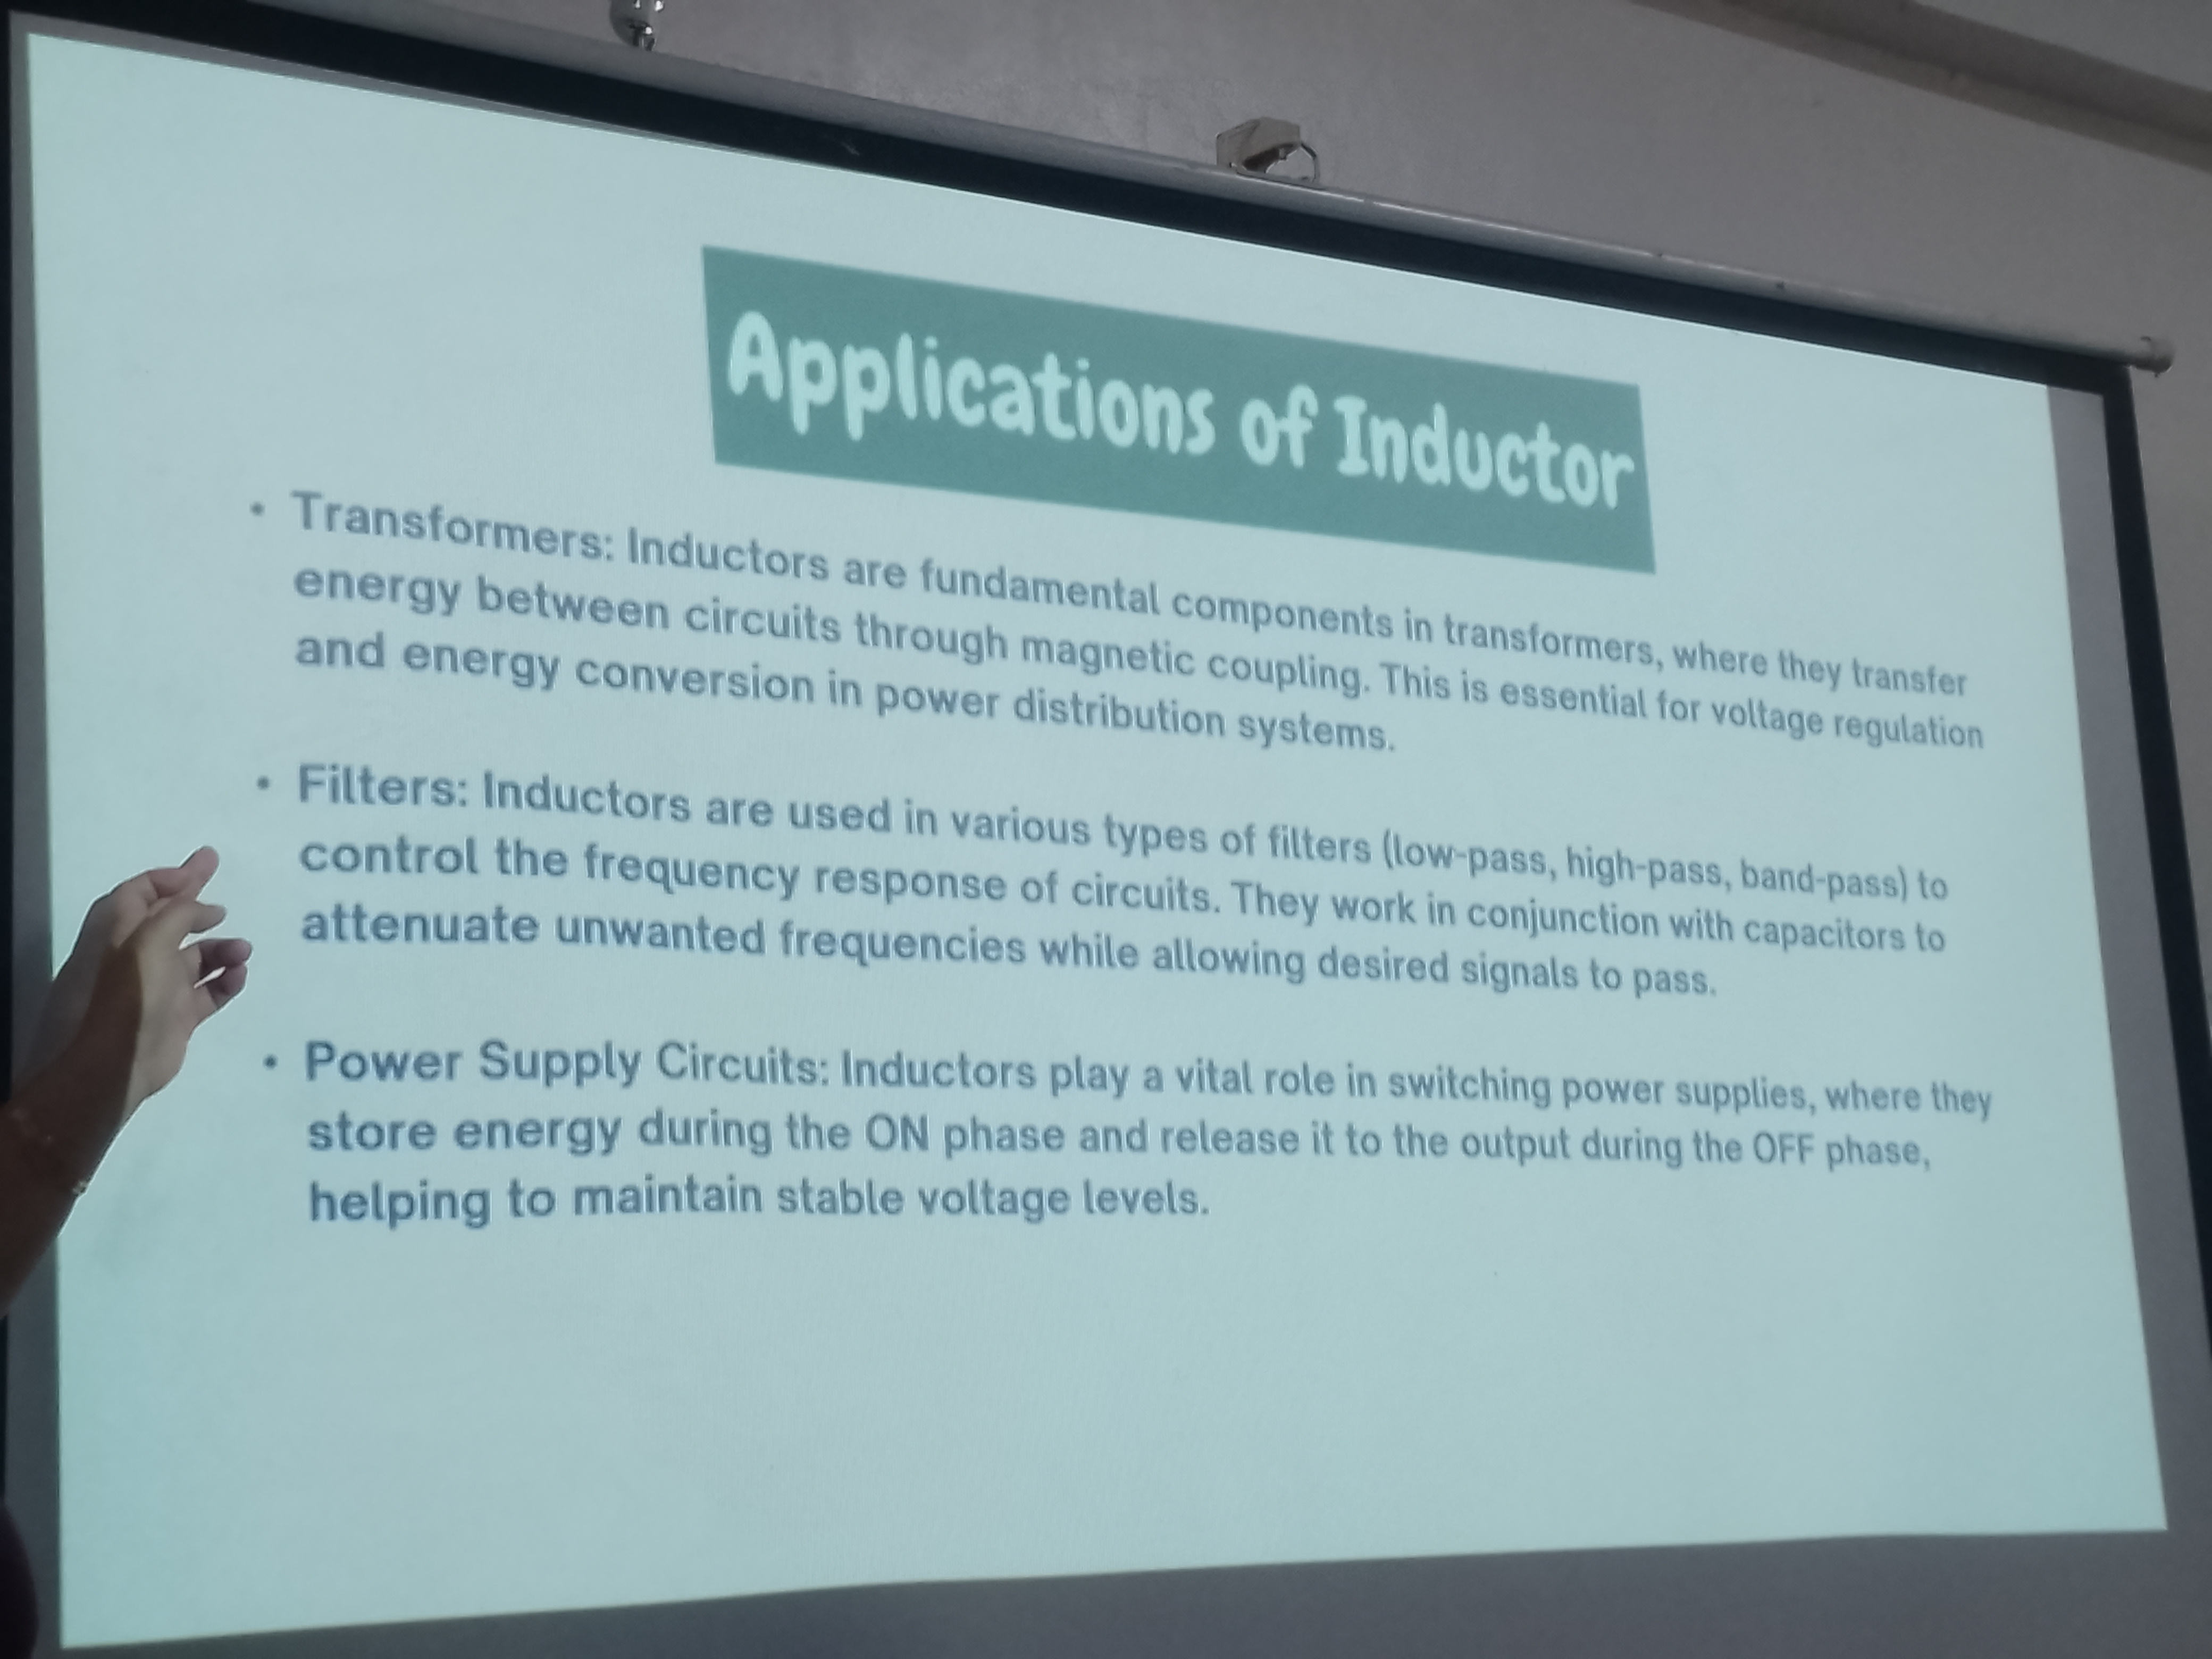 Applications of Inductor
• Transformers: Inductors are fundamental components in transformers, where they transfer
energy between circuits through magnetic coupling. This is essential for voltage regulation
and energy conversion in power distribution systems.
• Filters: Inductors are used in various types of filters (low-pass, high-pass, band-pass) to
control the frequency response of circuits. They work in conjunction with capacitors to
attenuate unwanted frequencies while allowing desired signals to pass.
• Power Supply Circuits: Inductors play a vital role in switching power supplies, where they
store energy during the ON phase and release it to the output during the OFF phase,
helping to maintain stable voltage levels.